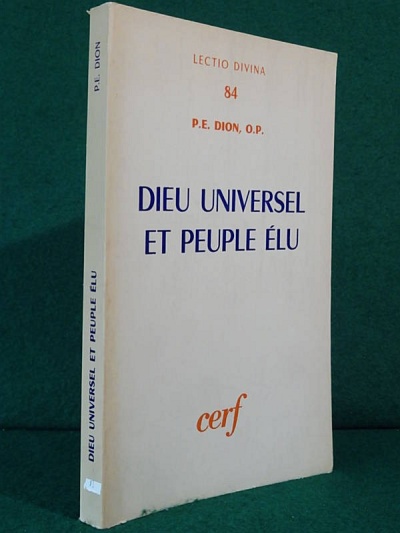 LECTIO DIVINA
84
P.E. DION, O.P.
DIEU UNIVERSEL
ET PEUPLE ÉLU
cerf
P.E. DION
DIEU UNIVERSEL ET PEUPLE ÉLU